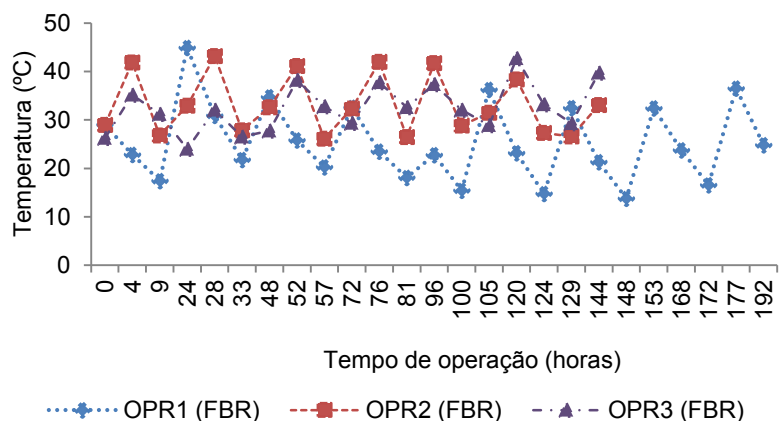 50
40
30
20
10
0
Temperatura (ºC)
0 4 9 24 28 33 48 52 57 72 76 81 96 100 105 120 124 129 144 148 153 168 172 177 192
Tempo de operação (horas)
OPR1 (FBR) OPR2 (FBR) OPR3 (FBR)